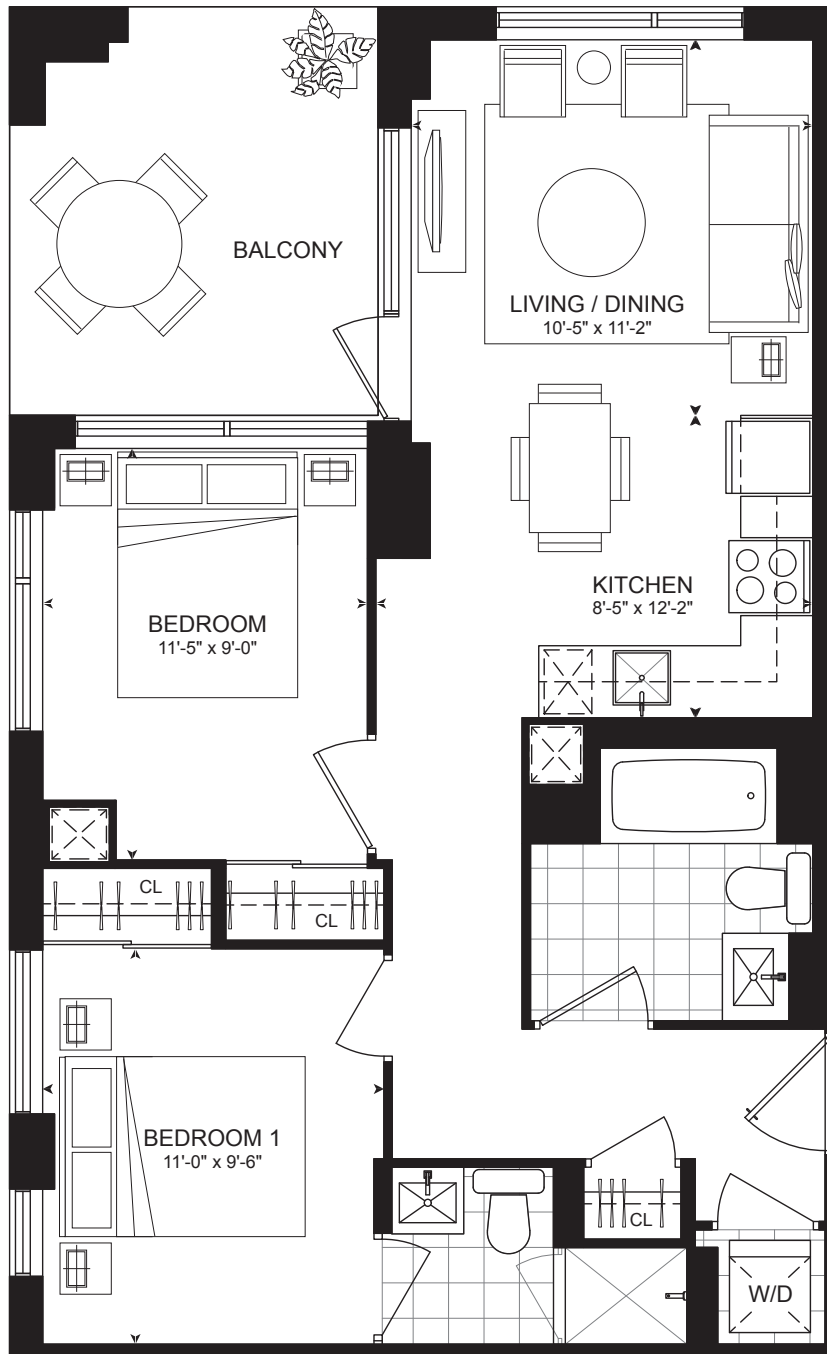 BALCONY
LIVING / DINING
10'-5" x 11'-2"
KITCHEN
8'-5" x 12'-2"
BEDROOM
11'-5" x 9'-0"
CL
CL
BEDROOM 1
11'-0" x 9'-6"
CL
W/D